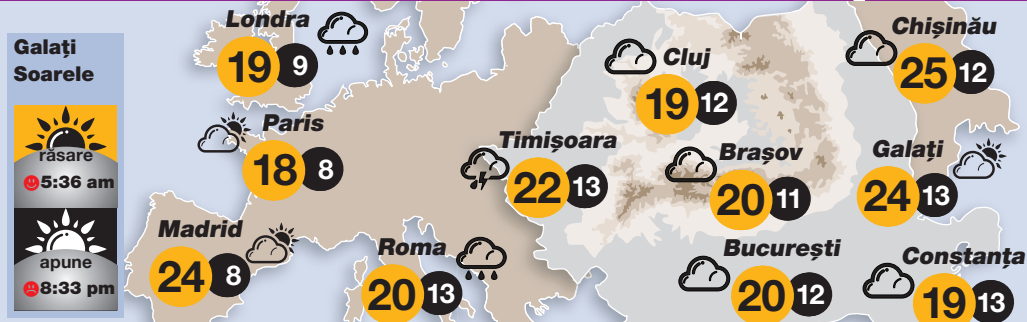 Galați
Soarele
răsare
5:36 am
apune
8:33 pm
Londra
19 9
Paris
18 8
Madrid
24 8
Roma
20 13
Timișoara
22 13
Cluj
19 12
Brașov
20 11
București
20 12
Chișinău
25 12
Galați
24 13
Constanța
19 13